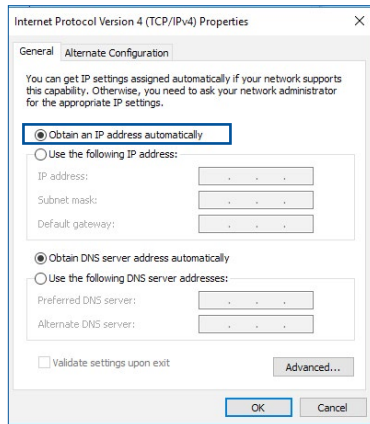 Internet Protocol Version 4 (TCP/IPv4) Properties
General
Alternate Configuration
You can get IP settings assigned automatically if your network supports
this capability. Otherwise, you need to ask your network administrator
for the appropriate IP settings.
Obtain an IP address automatically
Use the following IP address:
IP address:
Subnet mask:
Default gateway:
Obtain DNS server address automatically
Use the following DNS server addresses:
Preferred DNS server:
Alternate DNS server:
Validate settings upon exit
Advanced...
OK
Cancel